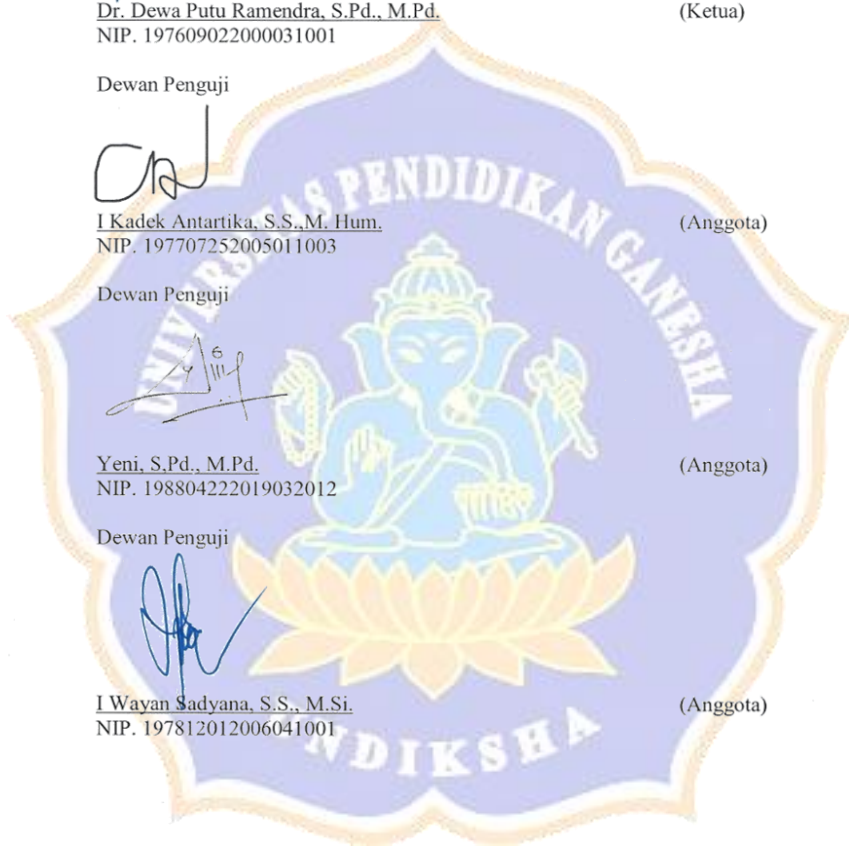 Dr. Dewa Putu Ramendra, S.Pd., M.Pd. (Ketua)
NIP. 197609022000031001
Dewan Penguji
I Kadek Antartika, S.S.,M. Hum. (Anggota)
NIP. 197707252005011003
Dewan Penguji
Yeni, S,Pd., M.Pd. (Anggota)
NIP. 198804222019032012
Dewan Penguji
I Wayan Sadyana, S.S., M.Si. (Anggota)
NIP. 197812012006041001
UNIVERSITAS PENDIDIKAN GANESHA
UNDIKSHA